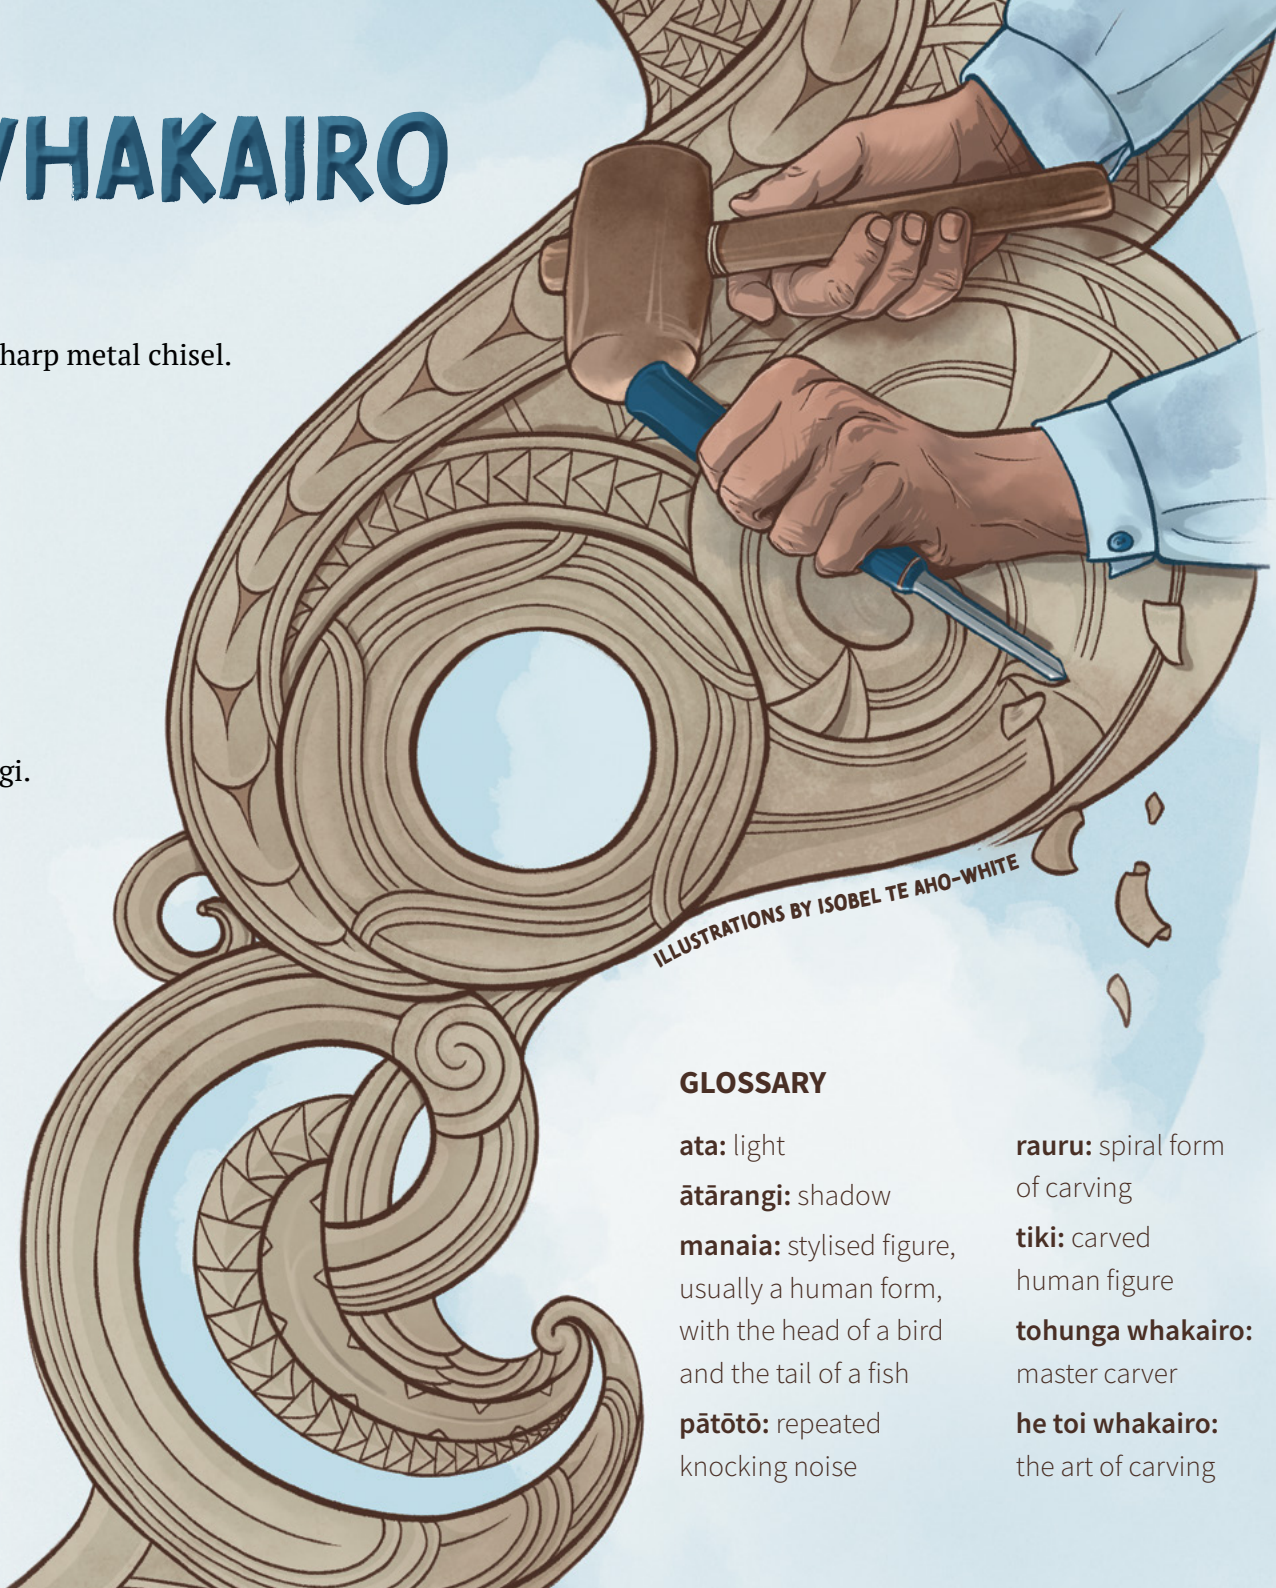 WHAKAIRO
harp metal chisel.
gi.
ILLUSTRATIONS BY ISOBEL TE AHO-WHITE
GLOSSARY
ata: light
ātārangi: shadow
manaia: stylised figure,
usually a human form,
with the head of a bird
and the tail of a fish
pātōtō: repeated
knocking noise
rauru: spiral form
of carving
tiki: carved
human figure
tohunga whakairo:
master carver
he toi whakairo:
the art of carving